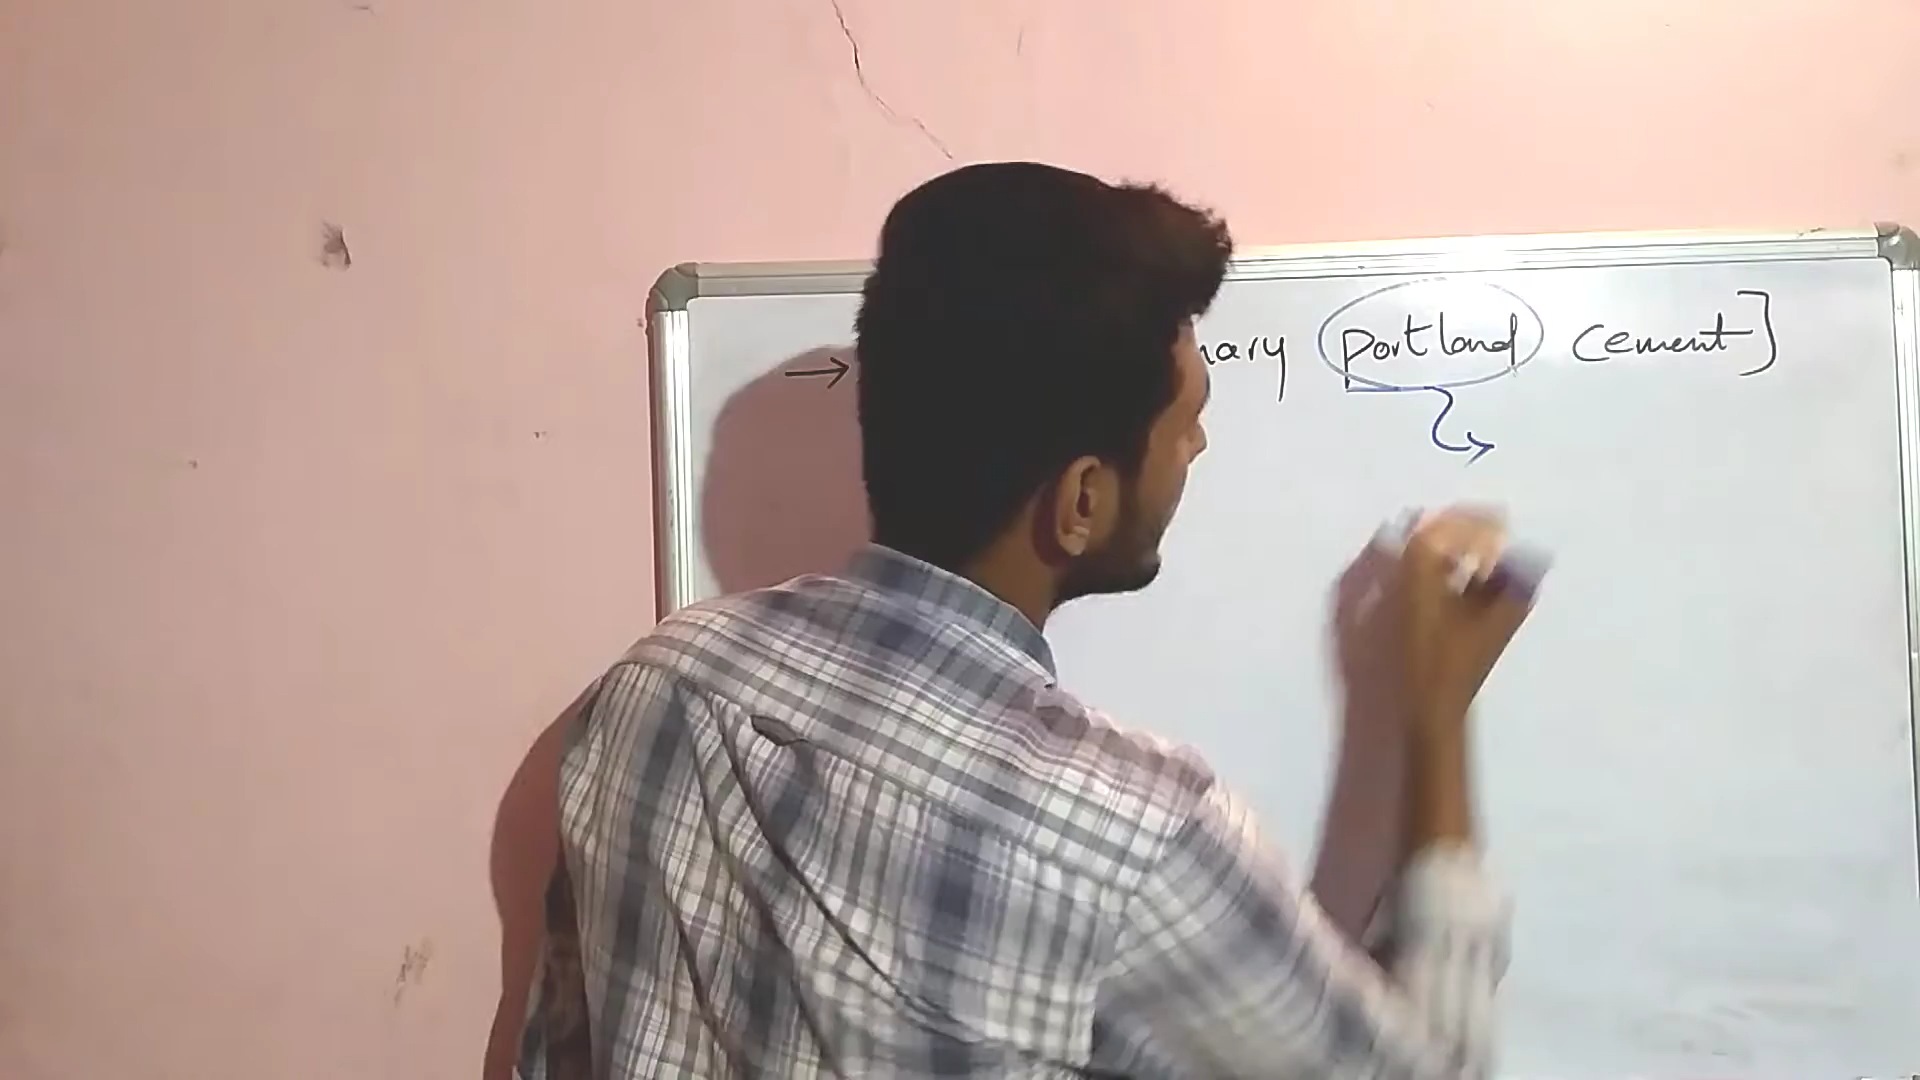 → nary portland cement]